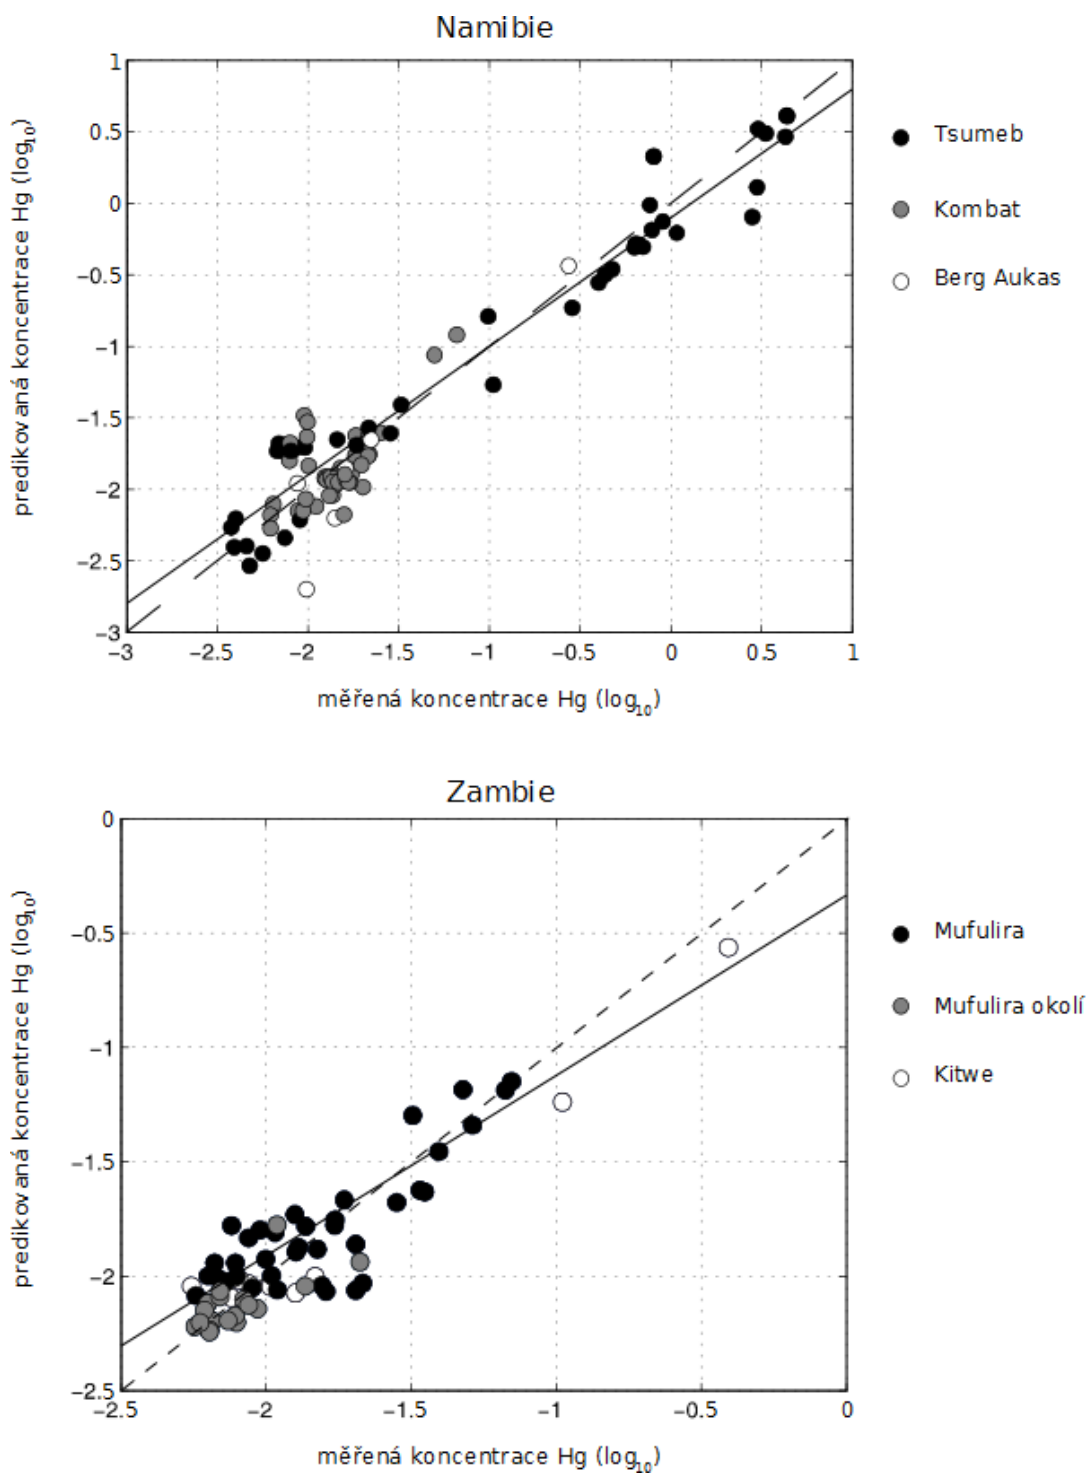 Namibie
1
0.5
0
−0.5
−1
−1.5
−2
−2.5
−3
−3
−2.5
−2
−1.5
−1
−0.5
0
0.5
1
predikovaná koncentrace Hg (log10)
měřená koncentrace Hg (log10)
Tsumeb
Kombat
Berg Aukas
Zambie
0
−0.5
−1
−1.5
−2
−2.5
−2.5
−2
−1.5
−1
−0.5
0
predikovaná koncentrace Hg (log10)
měřená koncentrace Hg (log10)
Mufulira
Mufulira okolí
Kitwe